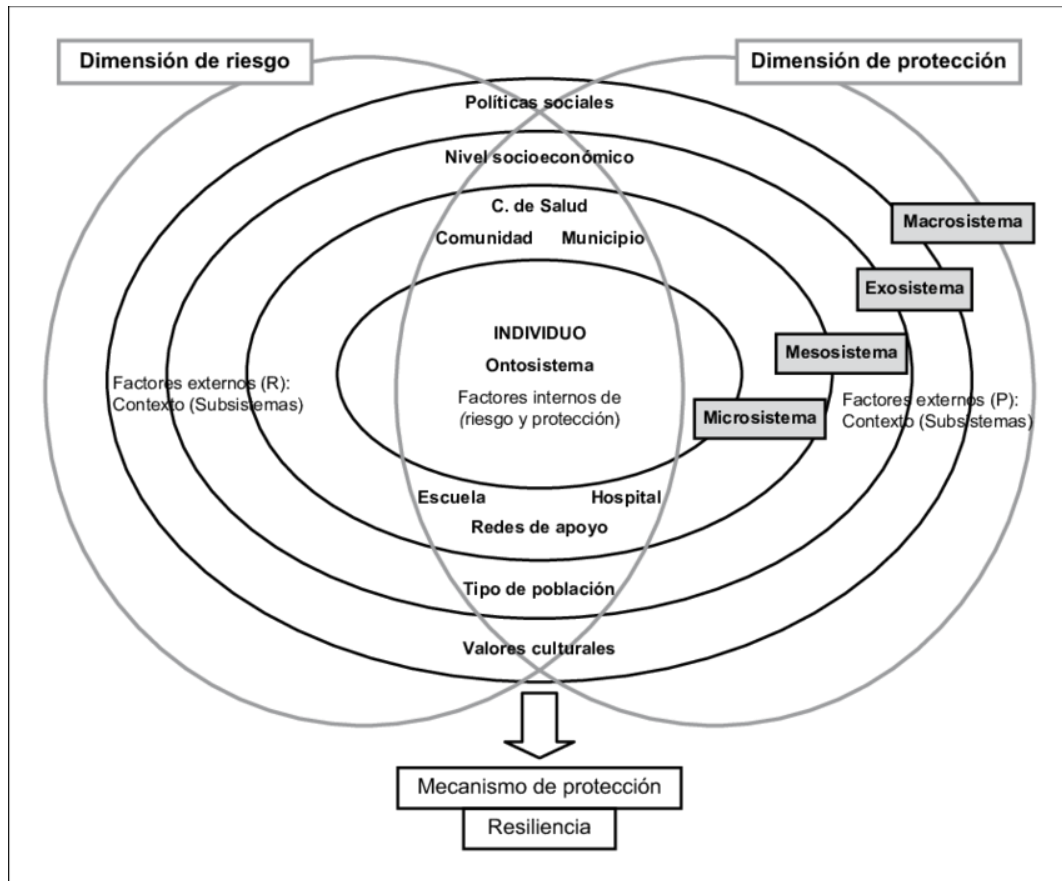 Dimensión de riesgo
Dimensión de protección
Políticas sociales
Nivel socioeconómico
C. de Salud
Comunidad Municipio
Macrosistema
Exosistema
Mesosistema
Microsistema
INDIVIDUO
Ontosistema
Factores internos de
(riesgo y protección)
Factores externos (R):
Contexto (Subsiemas)
Factores externos (P):
Contexto (Subsistemas)
Escuela Hospital
Redes de apoyo
Tipo de población
Valores culturales
Mecanismo de protección
Resiliencia